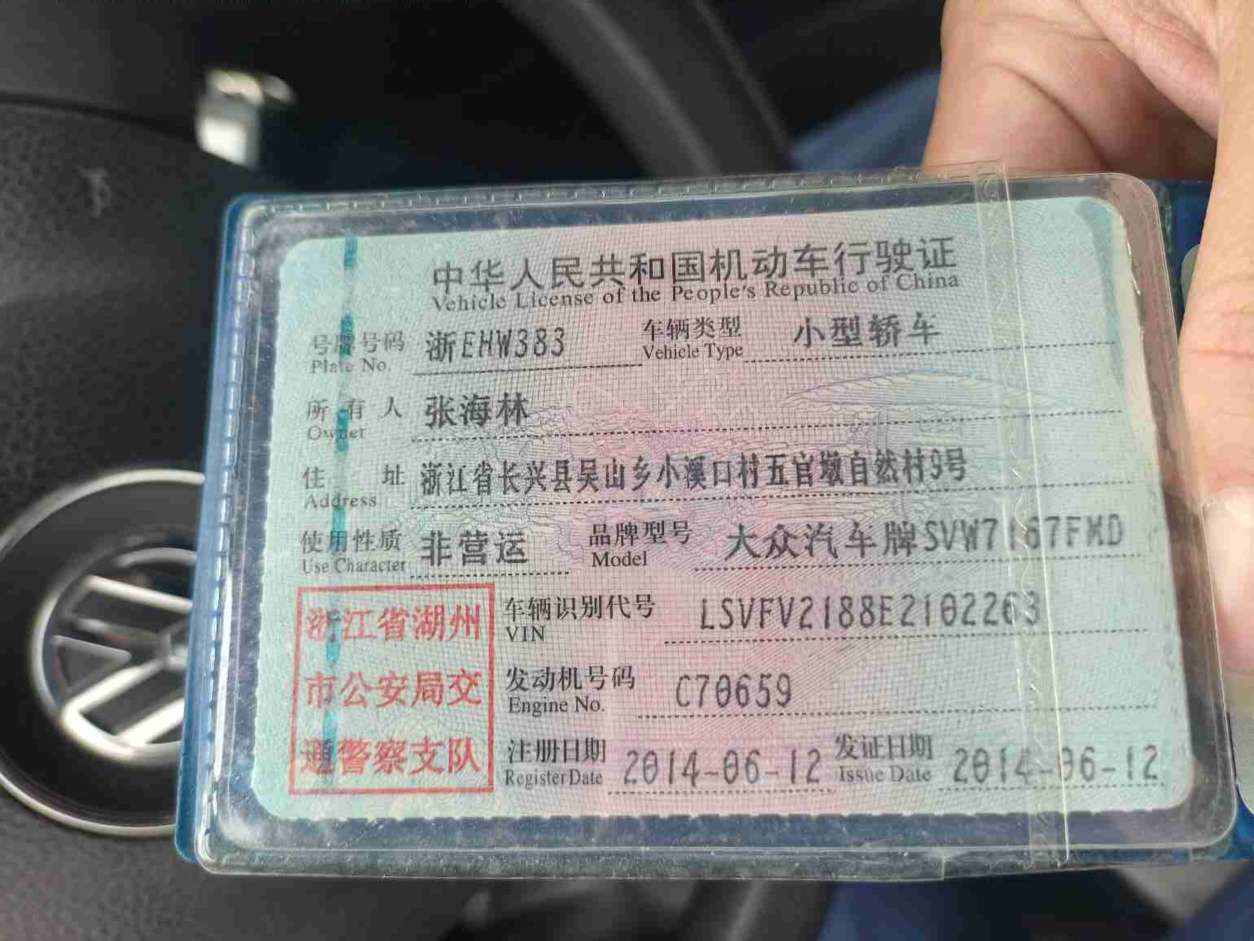 中华人民共和国机动车行驶证
Vehicle License of the People's Republic of China
号牌号码 浙EHW383 车辆类型 小型轿车
Plate No. Vehicle Type
所有人 张海林
Owner
住址 浙江省长兴县吴山乡小溪口村五官墩自然村9号
Address
使用性质 非营运 品牌型号 大众汽车牌SVW7167FMD
Use Character Model
浙江省湖州
市公安局交
通警察支队
车辆识别代号 LSVFV2188E2102263
VIN
发动机号码 C70659
Engine No.
注册日期 2014-06-12 发证日期 2014-06-12
Register Date Issue Date